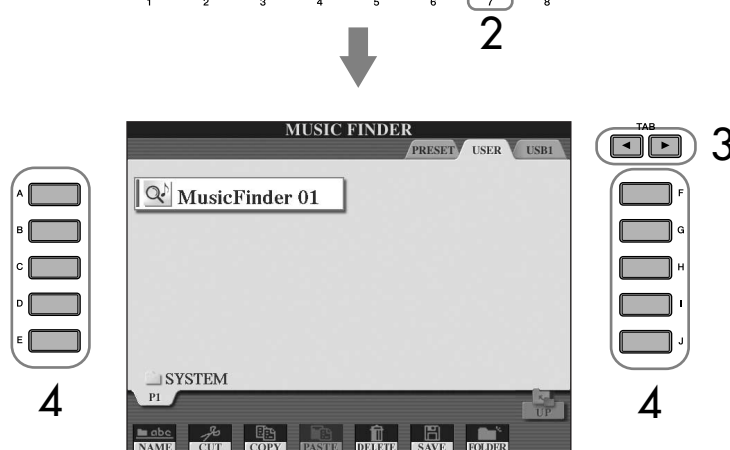 1 2 3 4 5 6 7 8
2
MUSIC FINDER
TAB
3
PRESET USER USB1
A
F
MusicFinder 01
B
G
C
H
D
I
E
J
SYSTEM
4
P1
UP
4
abc
NAME CUT COPY PASTE DELETE SAVE FOLDER